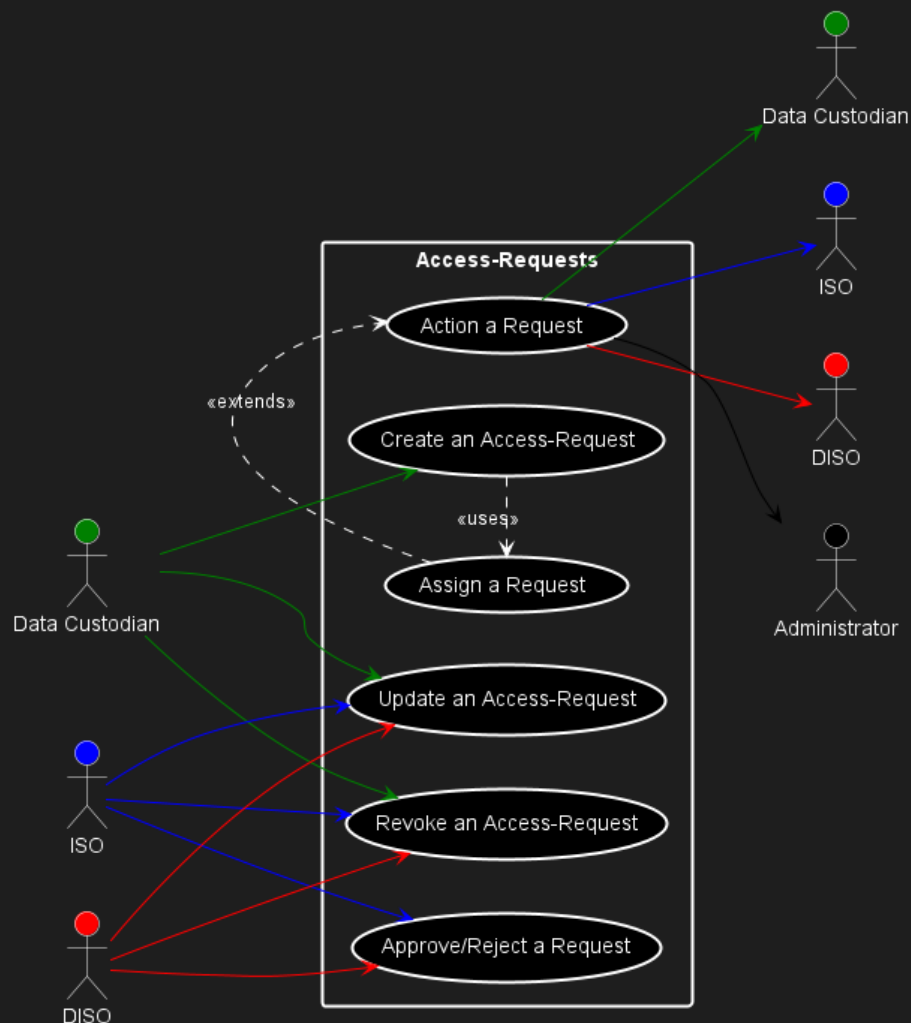 Data Custodian
ISO
DISO
Administrator
Access-Requests
Action a Request
«extends»
Create an Access-Request
«uses»
Assign a Request
Update an Access-Request
Revoke an Access-Request
Approve/Reject a Request
Data Custodian
ISO
DISO